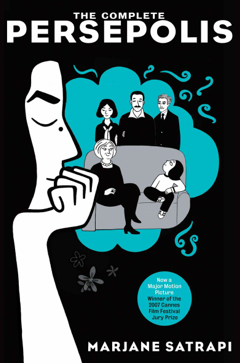 THE COMPLETE
PERSEPOLIS
Now a
Major Motion
Picture
Winner of the
2007 Cannes
Film Festival
Jury Prize
MARJANE SATRAPI